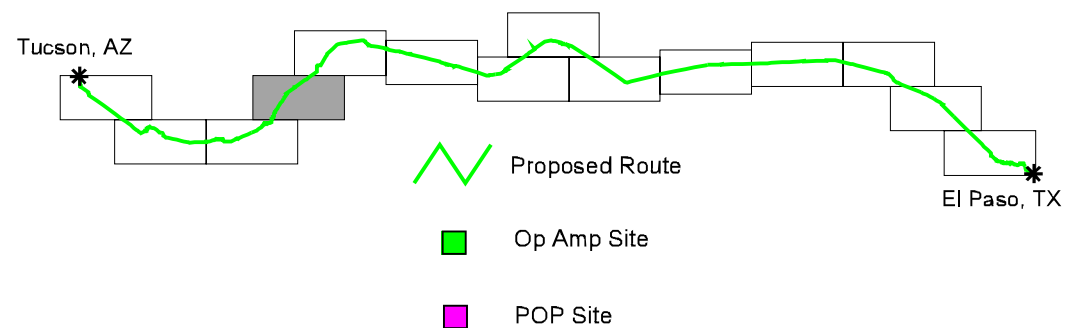 Tucson, AZ
Proposed Route
El Paso, TX
Op Amp Site
POP Site